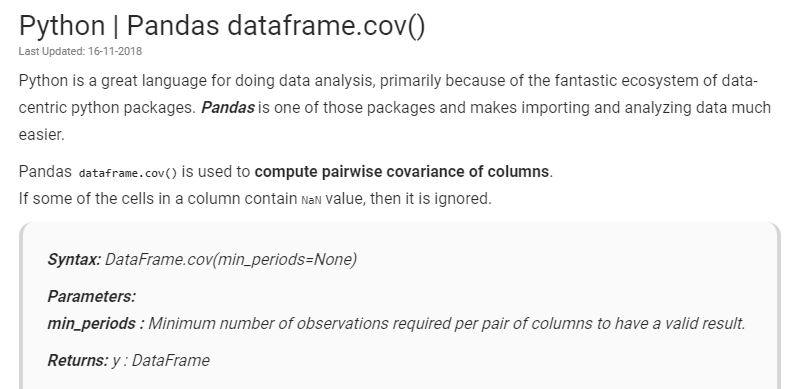 Python | Pandas dataframe.cov()
Last Updated: 16-11-2018
Python is a great language for doing data analysis, primarily because of the fantastic ecosystem of data-
centric python packages. Pandas is one of those packages and makes importing and analyzing data much
easier.
Pandas dataframe.cov() is used to compute pairwise covariance of columns.
If some of the cells in a column contain NaN value, then it is ignored.
Syntax: DataFrame.cov(min_periods=None)
Parameters:
min_periods : Minimum number of observations required per pair of columns to have a valid result.
Returns: y : DataFrame